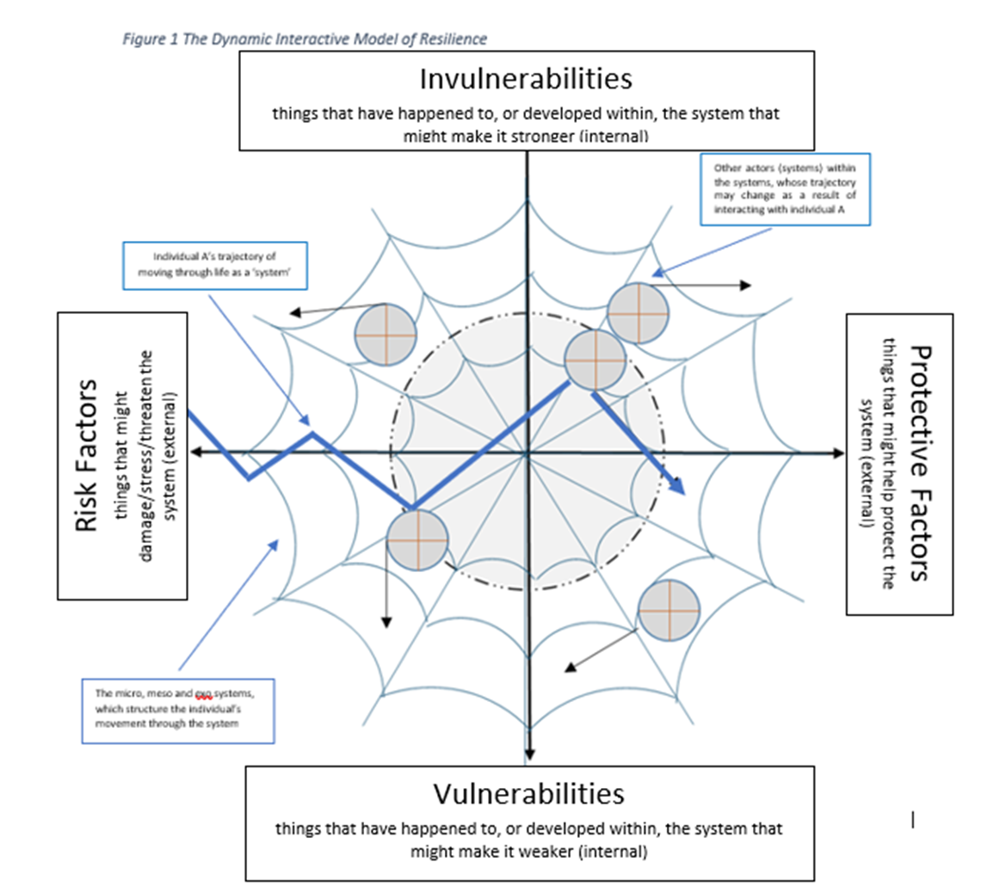 Figure 1 The Dynamic Interactive Model of Resilience
Invulnerabilities
things that have happened to, or developed within, the system that
might make it stronger (internal)
Other actors (systems) within
the systems, whose trajectory
may change as a result of
interacting with individual A
Individual A's trajectory of
moving through life as a 'system'
Risk Factors
things that might
damage/stress/threaten the
system (external)
Protective Factors
things that might help protect the
system (external)
The micro, meso and exo systems,
which structure the individual's
movement through the system
Vulnerabilities
things that have happened to, or developed within, the system that
might make it weaker (internal)